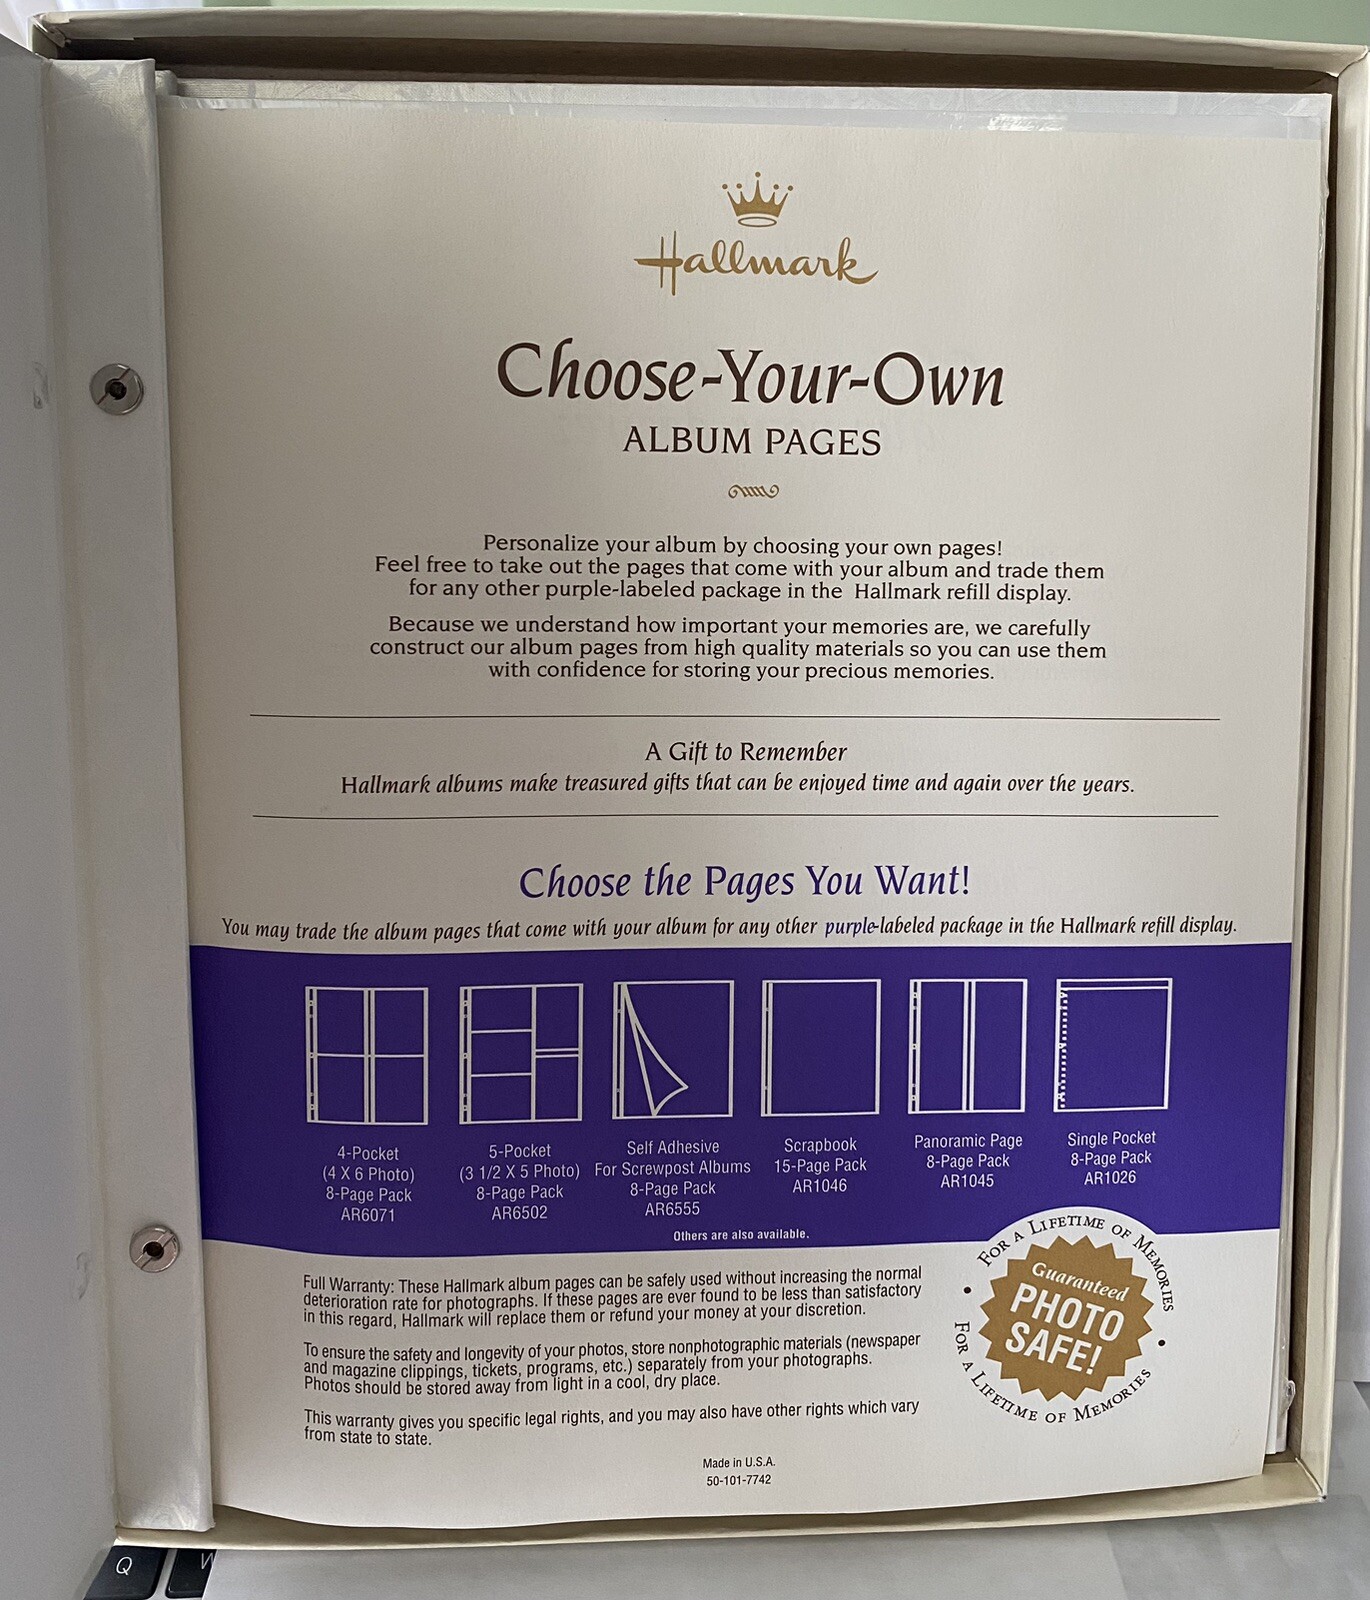 Hallmark
Choose-Your-Own
ALBUM PAGES
Personalize your album by choosing your own pages!
Feel free to take out the pages that come with your album and trade them
for any other purple-labeled package in the Hallmark refill display.
Because we understand how important your memories are, we carefully
construct our album pages from high quality materials so you can use them
with confidence for storing your precious memories.
A Gift to Remember
Hallmark albums make treasured gifts that can be enjoyed time and again over the years.
Choose the Pages You Want!
You may trade the album pages that come with your album for any other purple-labeled package in the Hallmark refill display.
4-Pocket
(4 X 6 Photo)
8-Page Pack
AR6071
5-Pocket
(3 1/2 X 5 Photo)
8-Page Pack
AR6502
Self Adhesive
For Screwpost Albums
8-Page Pack
AR6555
Scrapbook
15-Page Pack
AR1046
Panoramic Page
8-Page Pack
AR1045
Single Pocket
8-Page Pack
AR1026
Others are also available.
Full Warranty: These Hallmark album pages can be safely used without increasing the normal
deterioration rate for photographs. If these pages are ever found to be less than satisfactory
in this regard, Hallmark will replace them or refund your money at your discretion.
To ensure the safety and longevity of your photos, store nonphotographic materials (newspaper
and magazine clippings, tickets, programs, etc.) separately from your photographs.
Photos should be stored away from light in a cool, dry place.
This warranty gives you specific legal rights, and you may also have other rights which vary
from state to state.
FOR A LIFETIME OF MEMORIES
Guaranteed
PHOTO
SAFE!
FOR A LIFETIME OF MEMORIES
Made in U.S.A.
50-101-7742
Q
W